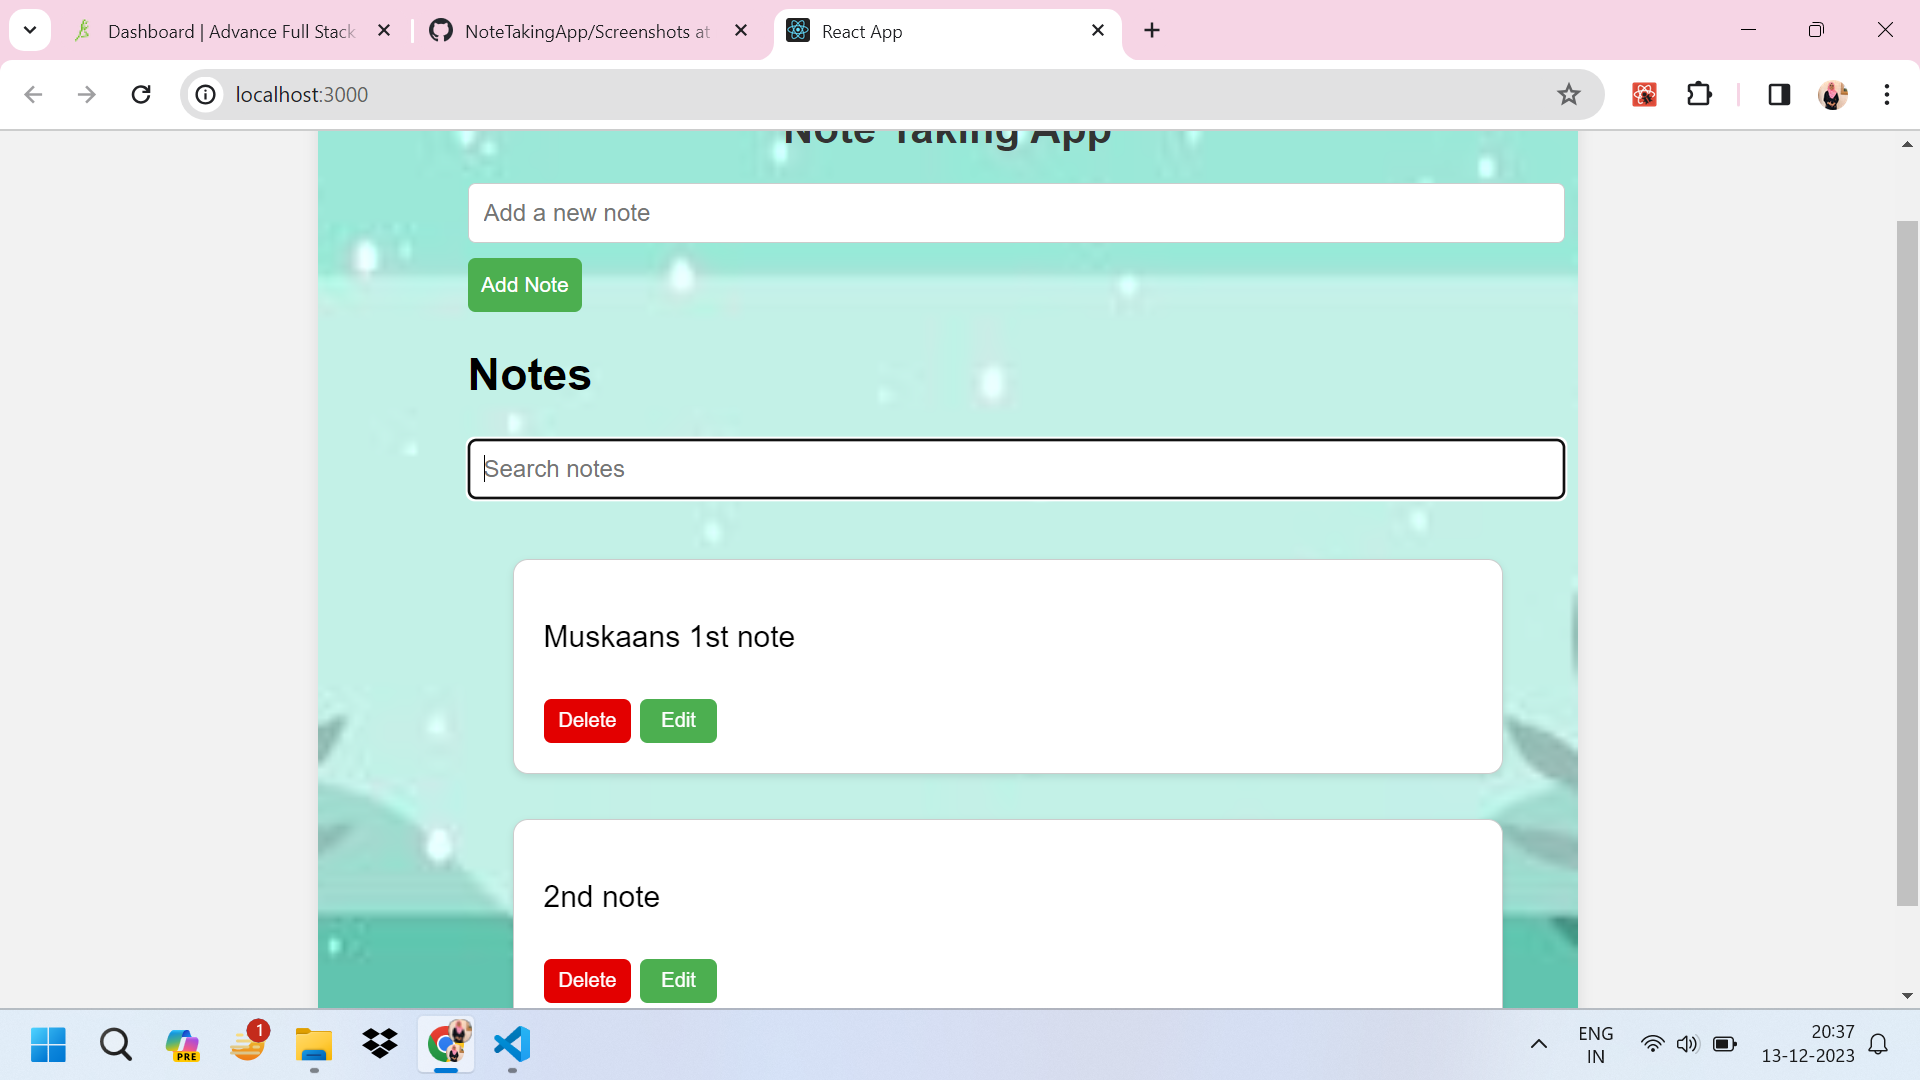 Dashboard | Advance Full Stack
NoteTakingApp/Screenshots at
React App
localhost:3000
Note Taking App
Add a new note
Add Note
Notes
Search notes
Muskaans 1st note
Delete
Edit
2nd note
Delete
Edit
PRE
1
ENG
IN
20:37
13-12-2023